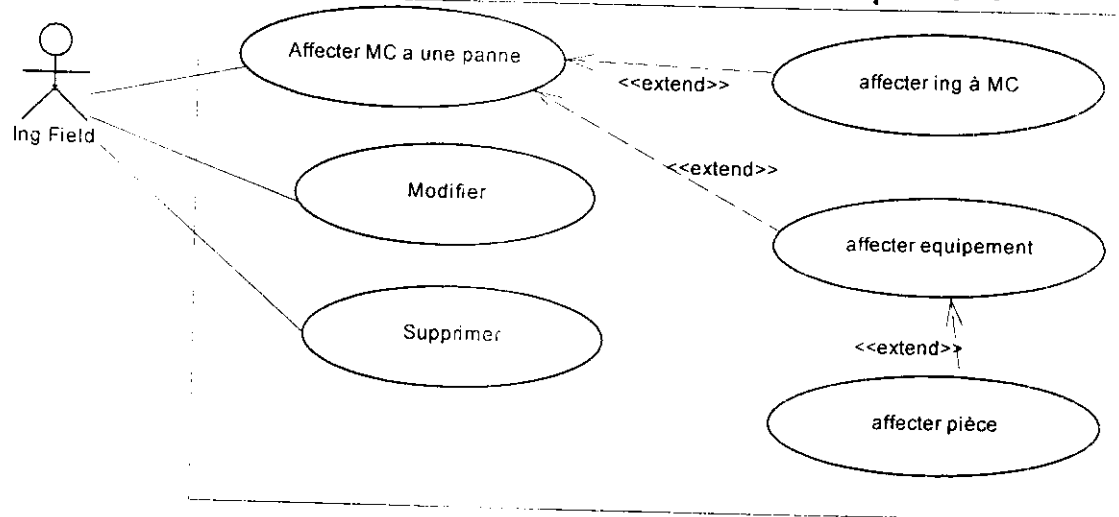 Affecter MC a une panne
<<extend>>
affecter ing à MC
Ing Field
<<extend>>
Modifier
affecter equipement
Supprimer
<<extend>>
affecter pièce